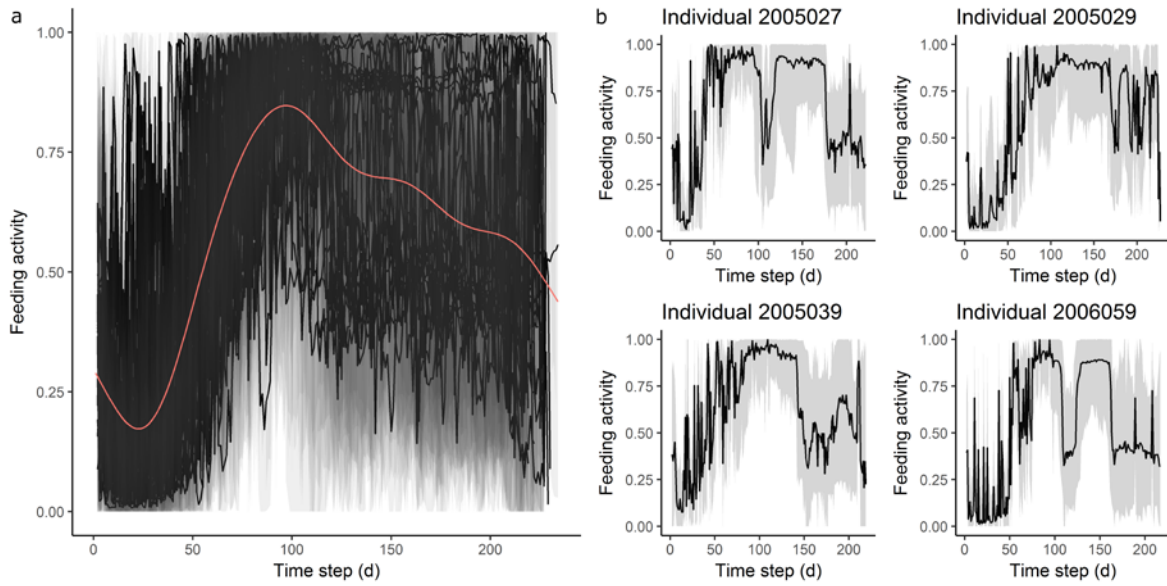 a
1.00
0.75
0.50
0.25
0.00
Feeding activity
0 50 100 150 200
Time step (d)
b
Individual 2005027
1.00
0.75
0.50
0.25
0.00
Feeding activity
0 50 100 150 200
Time step (d)
Individual 2005029
1.00
0.75
0.50
0.25
0.00
Feeding activity
0 50 100 150 200
Time step (d)
Individual 2005039
1.00
0.75
0.50
0.25
0.00
Feeding activity
0 50 100 150 200
Time step (d)
Individual 2006059
1.00
0.75
0.50
0.25
0.00
Feeding activity
0 50 100 150 200
Time step (d)